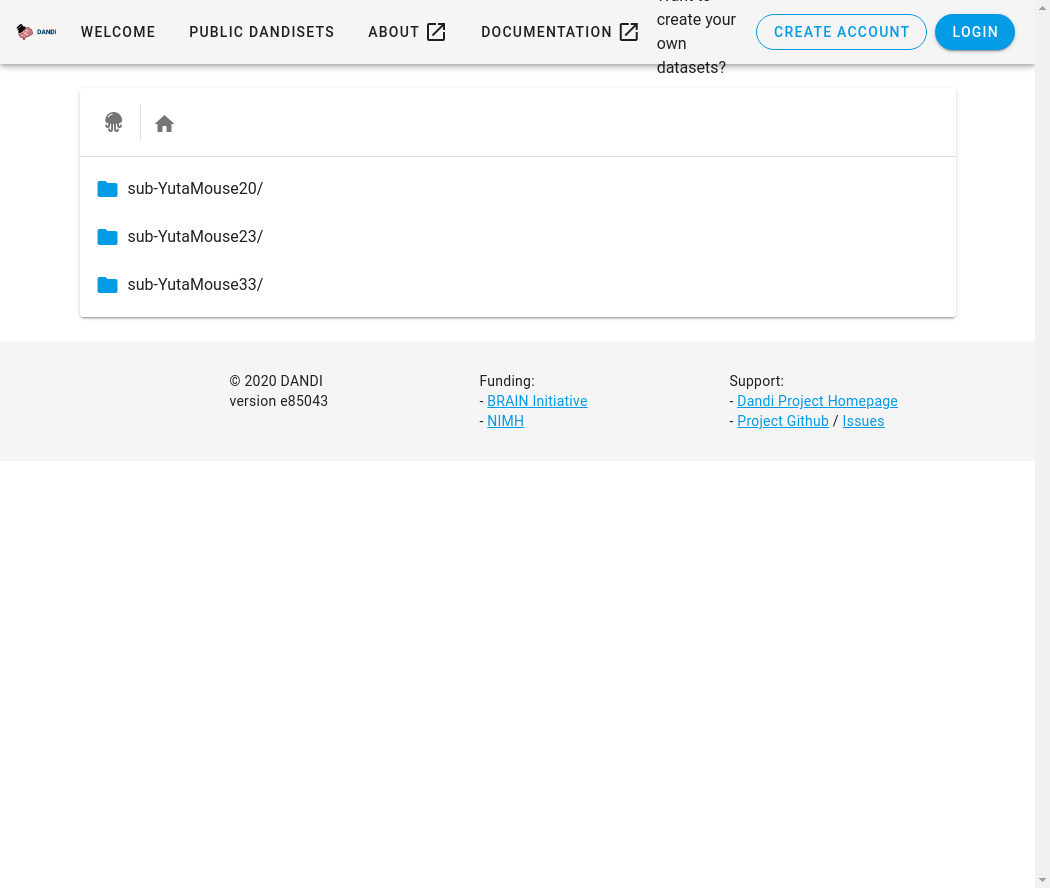 DANDI
WELCOME
PUBLIC DANDISETS
ABOUT
DOCUMENTATION
create your
own
datasets?
CREATE ACCOUNT
LOGIN
sub-YutaMouse20/
sub-YutaMouse23/
sub-YutaMouse33/
© 2020 DANDI
version e85043
Funding:
- BRAIN Initiative
- NIMH
Support:
- Dandi Project Homepage
- Project Github / Issues